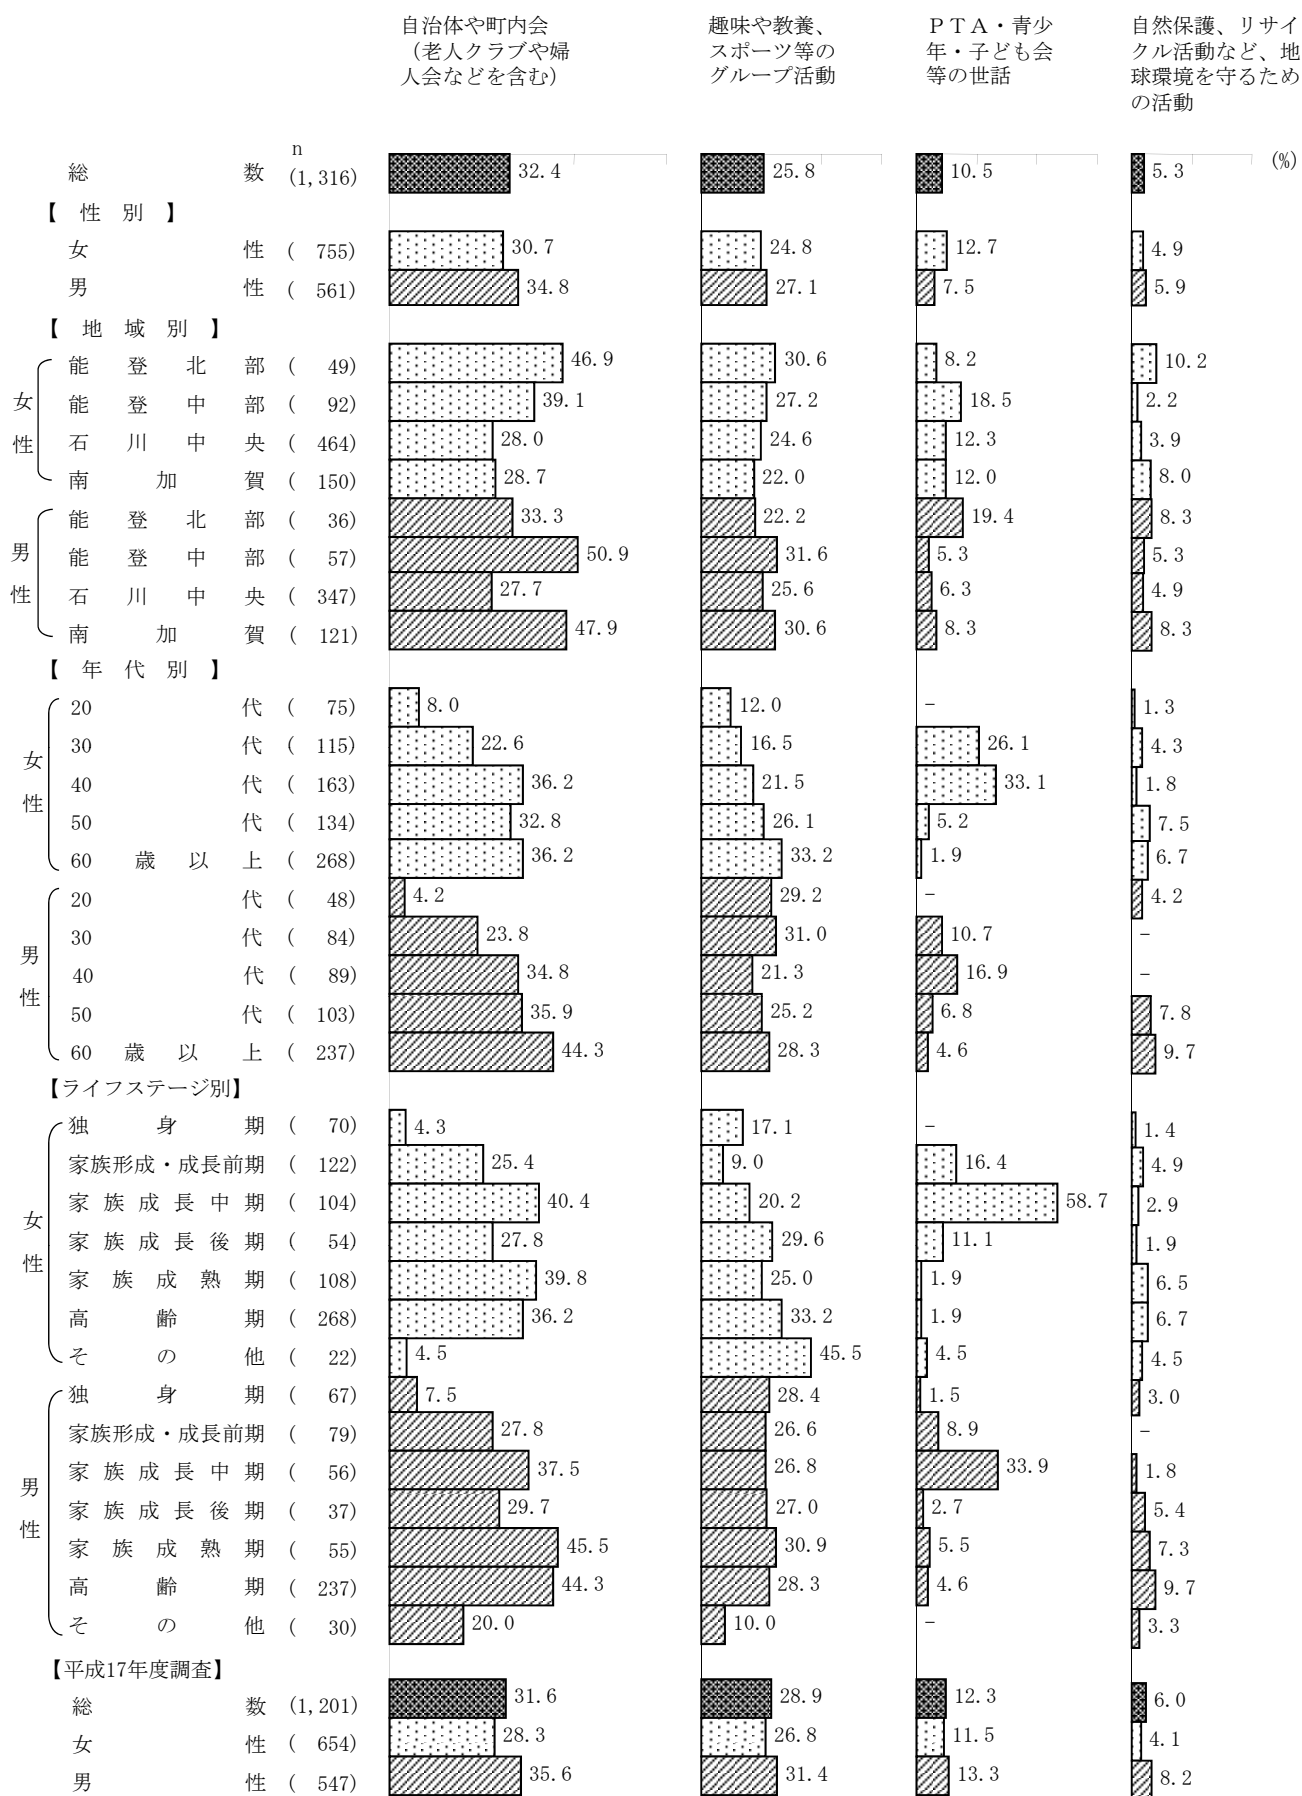 自治体や町内会
（老人クラブや婦
人会などを含む）
趣味や教養、
スポーツ等の
グループ活動
ＰＴＡ・青少
年・子ども会
等の世話
自然保護、リサイ
クル活動など、地
球環境を守るため
の活動
n
(%)
総数 (1,316) 32.4 25.8 10.5 5.3
【性別】
女性 ( 755) 30.7 24.8 12.7 4.9
男性 ( 561) 34.8 27.1 7.5 5.9
【地域別】
女性
能登北部 ( 49) 46.9 30.6 8.2 10.2
能登中部 ( 92) 39.1 27.2 18.5 2.2
石川中央 ( 464) 28.0 24.6 12.3 3.9
南加賀 ( 150) 28.7 22.0 12.0 8.0
男性
能登北部 ( 36) 33.3 22.2 19.4 8.3
能登中部 ( 57) 50.9 31.6 5.3 5.3
石川中央 ( 347) 27.7 25.6 6.3 4.9
南加賀 ( 121) 47.9 30.6 8.3 8.3
【年代別】
女性
20代 ( 75) 8.0 12.0 - 1.3
30代 ( 115) 22.6 16.5 26.1 4.3
40代 ( 163) 36.2 21.5 33.1 1.8
50代 ( 134) 32.8 26.1 5.2 7.5
60歳以上 ( 268) 36.2 33.2 1.9 6.7
男性
20代 ( 48) 4.2 29.2 - 4.2
30代 ( 84) 23.8 31.0 10.7 -
40代 ( 89) 34.8 21.3 16.9 -
50代 ( 103) 35.9 25.2 6.8 7.8
60歳以上 ( 237) 44.3 28.3 4.6 9.7
【ライフステージ別】
女性
独身期 ( 70) 4.3 17.1 - 1.4
家族形成・成長前期 ( 122) 25.4 9.0 16.4 4.9
家族成長中期 ( 104) 40.4 20.2 58.7 2.9
家族成長後期 ( 54) 27.8 29.6 11.1 1.9
家族成熟期 ( 108) 39.8 25.0 1.9 6.5
高齢期 ( 268) 36.2 33.2 1.9 6.7
その他 ( 22) 4.5 45.5 4.5 4.5
男性
独身期 ( 67) 7.5 28.4 1.5 3.0
家族形成・成長前期 ( 79) 27.8 26.6 8.9 -
家族成長中期 ( 56) 37.5 26.8 33.9 1.8
家族成長後期 ( 37) 29.7 27.0 2.7 5.4
家族成熟期 ( 55) 45.5 30.9 5.5 7.3
高齢期 ( 237) 44.3 28.3 4.6 9.7
その他 ( 30) 20.0 10.0 - 3.3
【平成17年度調査】
総数 (1,201) 31.6 28.9 12.3 6.0
女性 ( 654) 28.3 26.8 11.5 4.1
男性 ( 547) 35.6 31.4 13.3 8.2